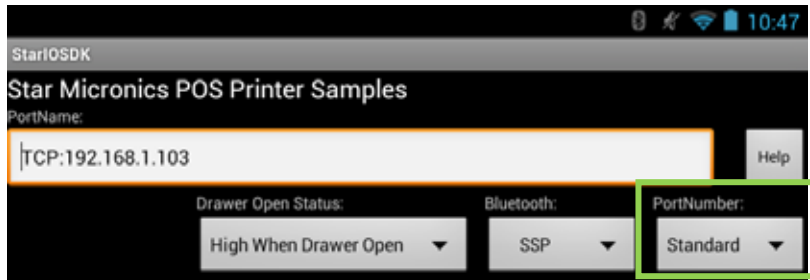 10:47
StarIOSDK
Star Micronics POS Printer Samples
PortName:
TCP:192.168.1.103
Help
Drawer Open Status: Bluetooth: PortNumber:
High When Drawer Open SSP Standard